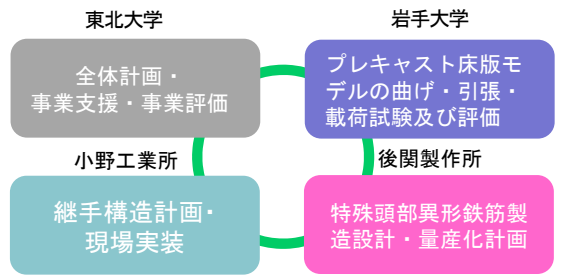 東北大学
全体計画・
事業支援・事業評価
岩手大学
プレキャスト床版モ
デルの曲げ・引張・
載荷試験及び評価
小野工業所
継手構造計画・
現場実装
後関製作所
特殊頭部異形鉄筋製
造設計・量産化計画